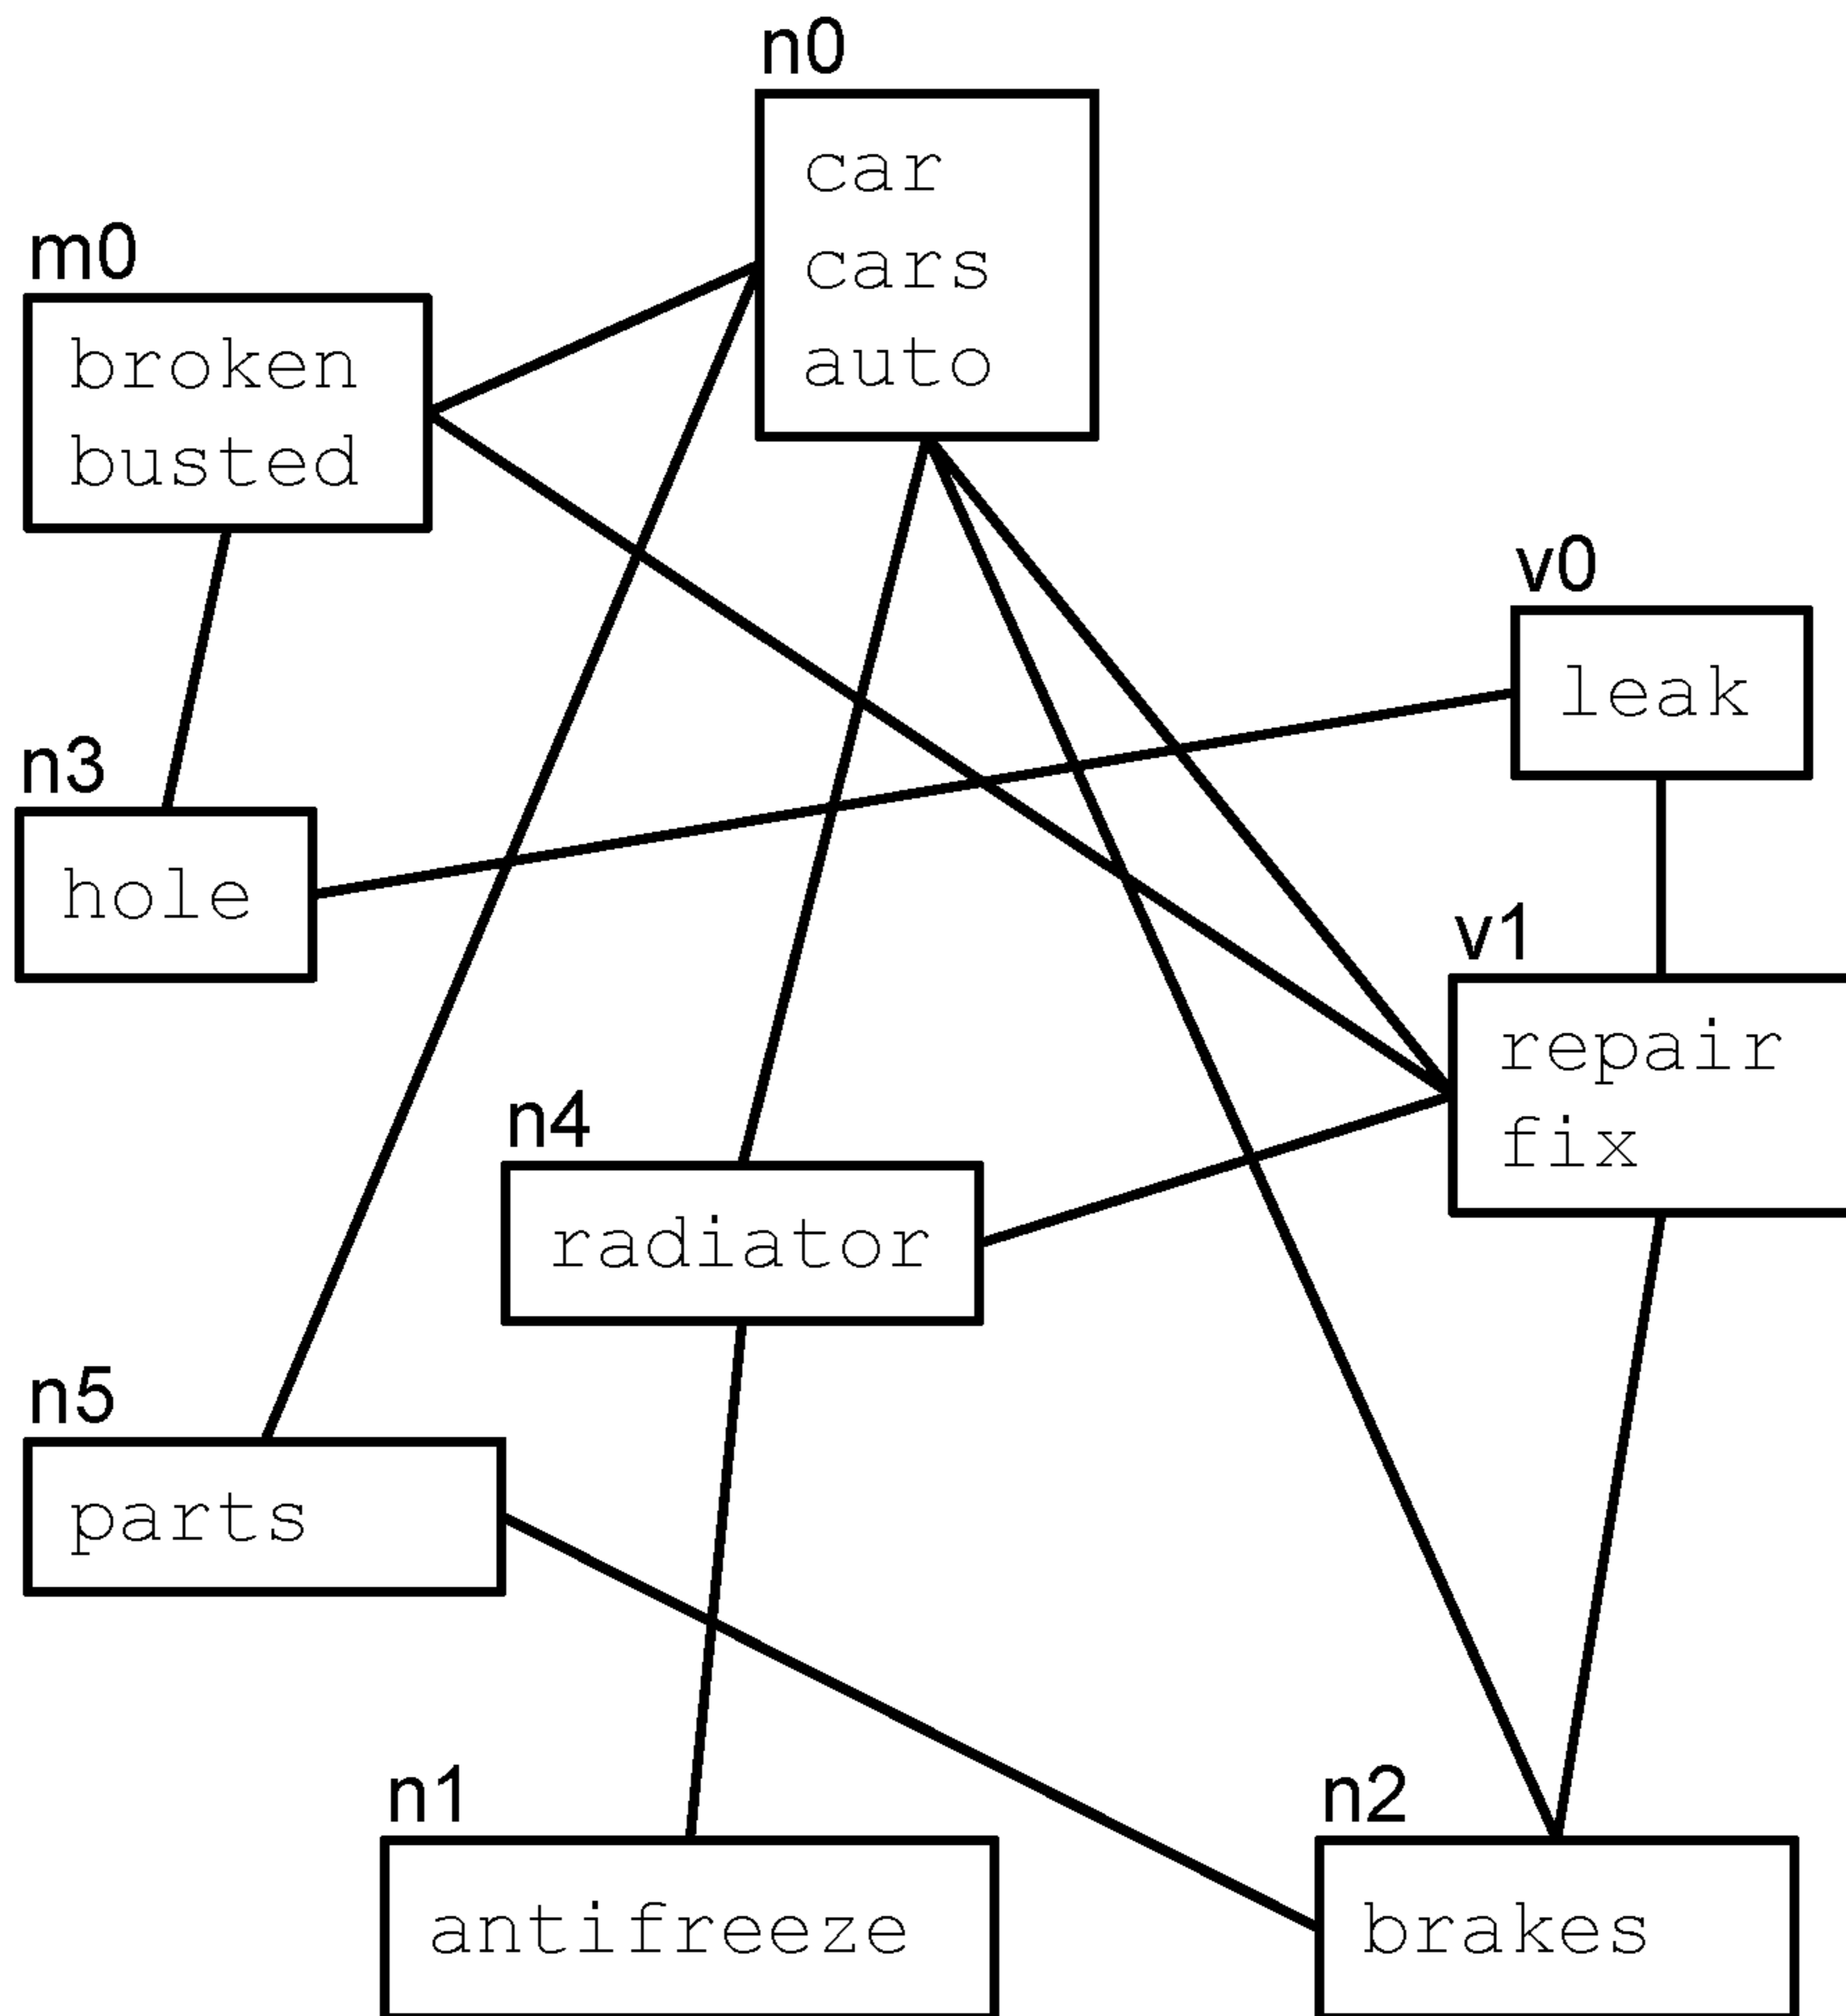 n0
car
cars
auto
m0
broken
busted
v0
leak
n3
hole
v1
repair
fix
n4
radiator
n5
parts
n1
antifreeze
n2
brakes